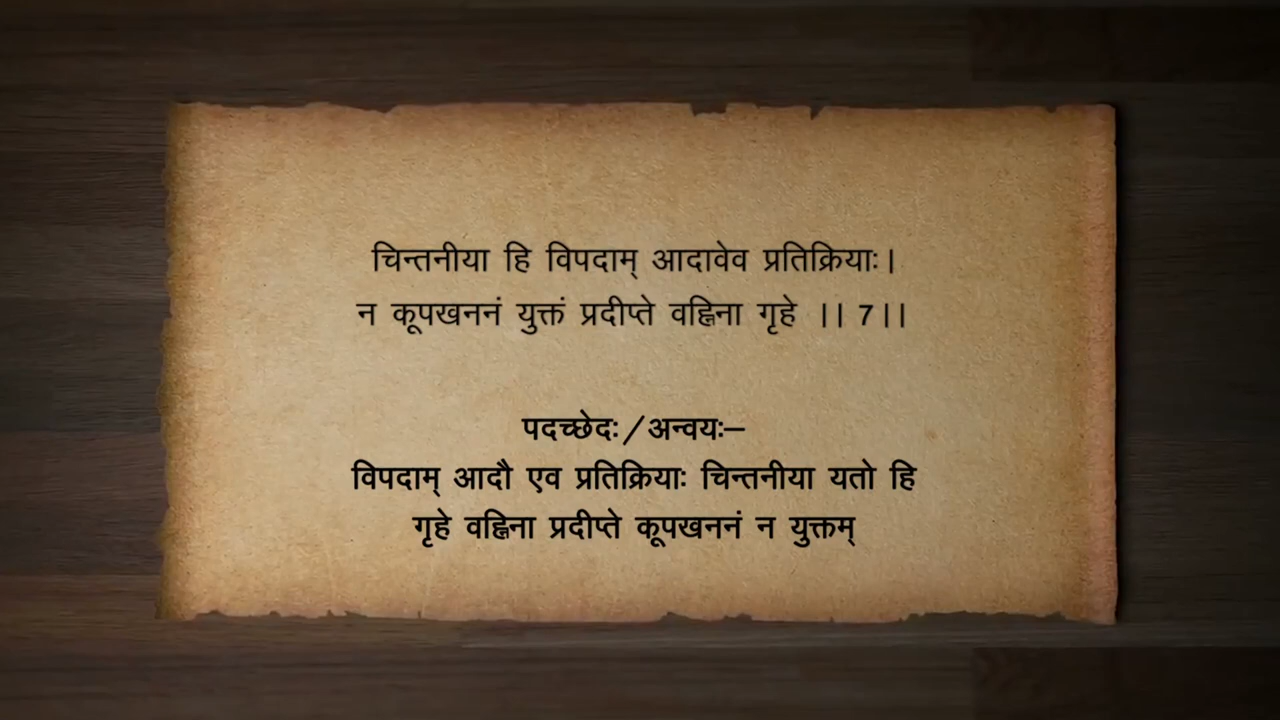 चिन्तनीया हि विपदाम् आदावेव प्रतिक्रियाः।
न कूपखननं युक्तं प्रदीप्ते वह्निना गृहे ।। 7।।
पदच्छेदः/अन्वयः–
विपदाम् आदौ एव प्रतिक्रियाः चिन्तनीया यतो हि
गृहे वह्निना प्रदीप्ते कूपखननं न युक्तम्